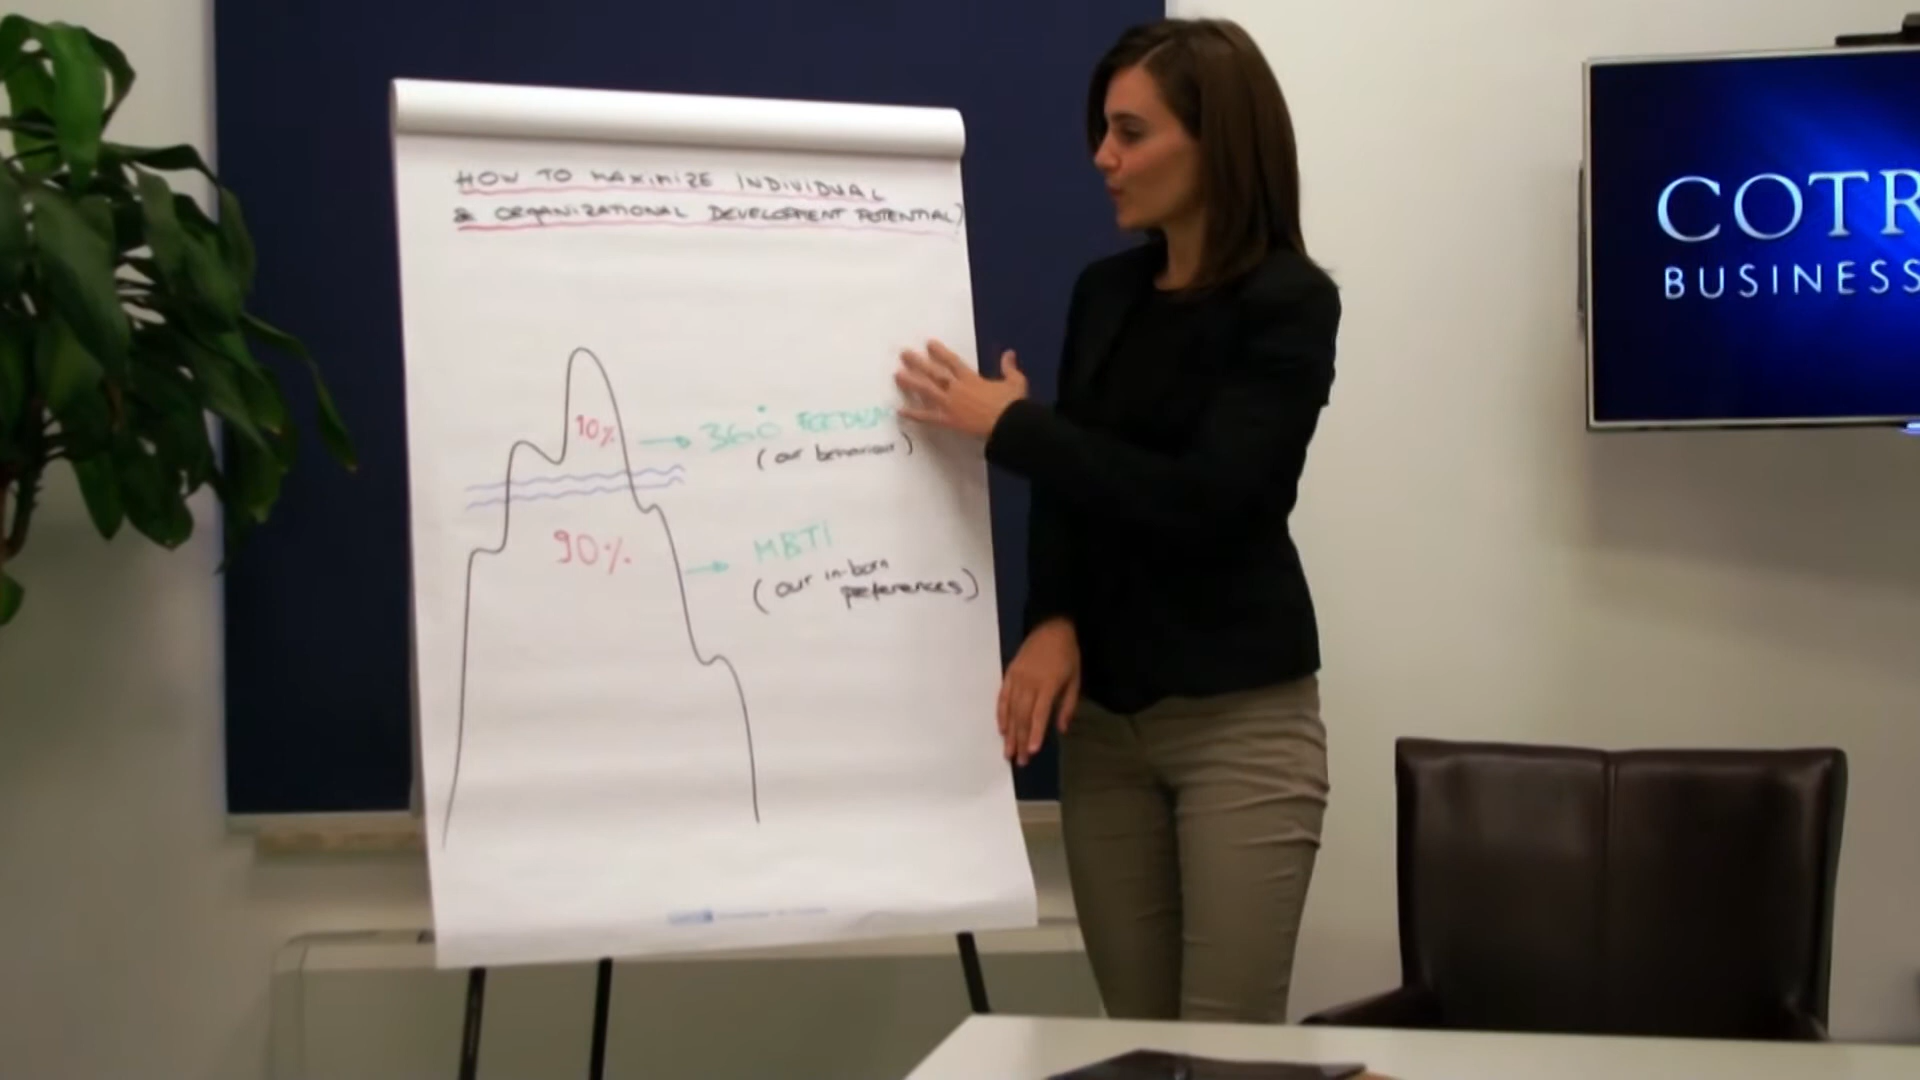 HOW TO MAXIMIZE INDIVIDUAL
& ORGANIZATIONAL DEVELOPMENT POTENTIAL?
10% → 360° FEEDBA
(our behaviour)
90% → MBTI
(our in-born
preferences)
COTR
BUSINESS